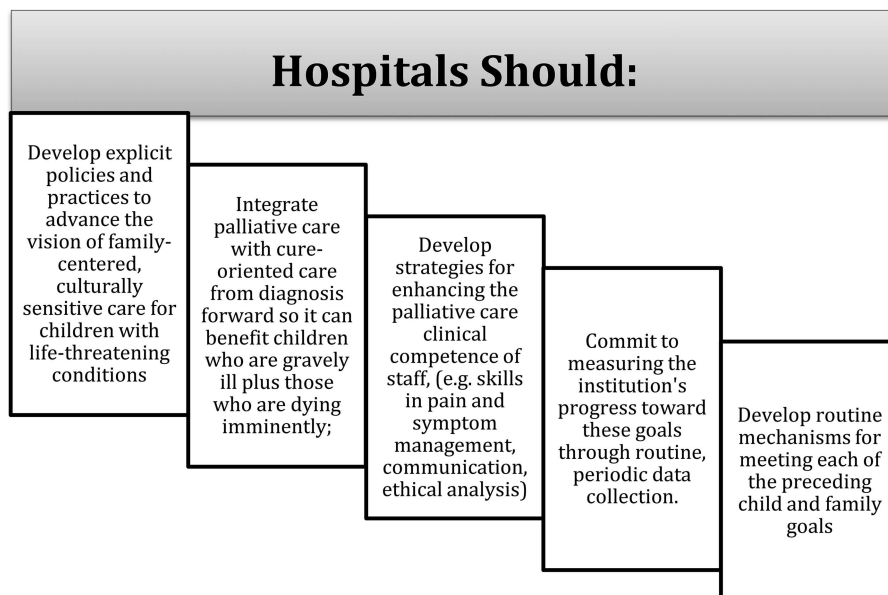 Hospitals Should:
Develop explicit
policies and
practices to
advance the
vision of family-
centered,
culturally
sensitive care for
children with
life-threatening
conditions
Integrate
palliative care
with cure-
oriented care
from diagnosis
forward so it can
benefit children
who are gravely
ill plus those
who are dying
imminently;
Develop
strategies for
enhancing the
palliative care
clinical
competence of
staff, (e.g. skills
in pain and
symptom
management,
communication,
ethical analysis)
Commit to
measuring the
institution's
progress toward
these goals
through routine,
periodic data
collection.
Develop routine
mechanisms for
meeting each of
the preceding
child and family
goals